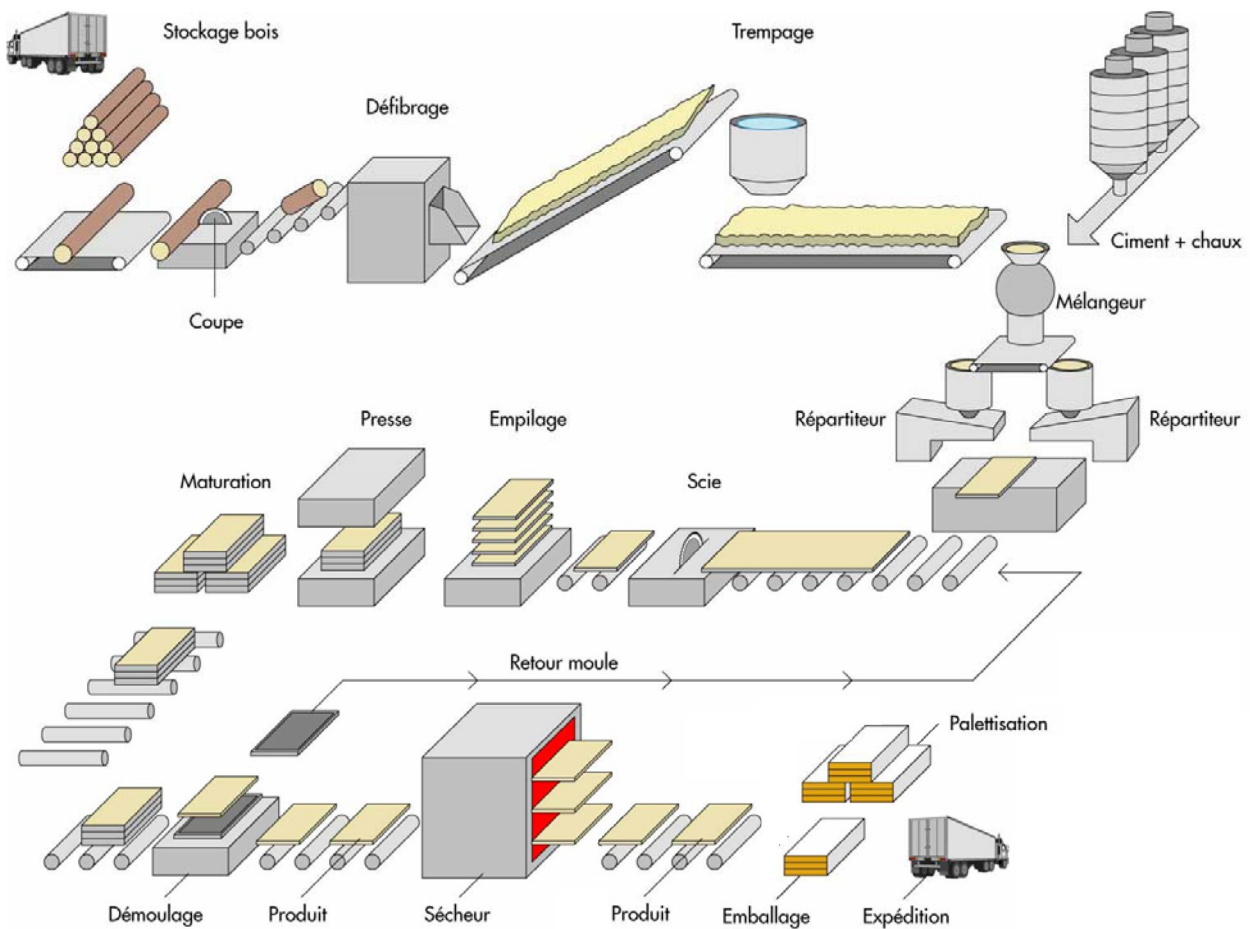 Stockage bois
Trempage
Défibrage
Ciment + chaux
Coupe
Mélangeur
Presse
Empilage
Répartiteur
Répartiteur
Maturation
Scie
Retour moule
Palettisation
Démoulage
Produit
Sécheur
Produit
Emballage
Expédition